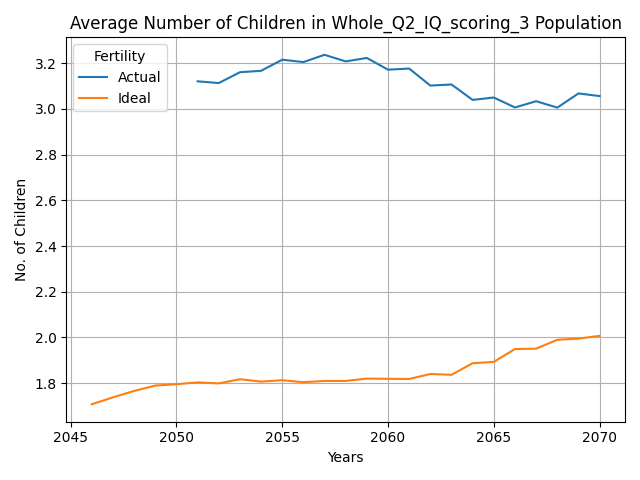 Average Number of Children in Whole_Q2_IQ_scoring_3 Population
Fertility
Actual
Ideal
3.2
3.0
2.8
2.6
2.4
2.2
2.0
1.8
No. of Children
2045
2050
2055
2060
2065
2070
Years